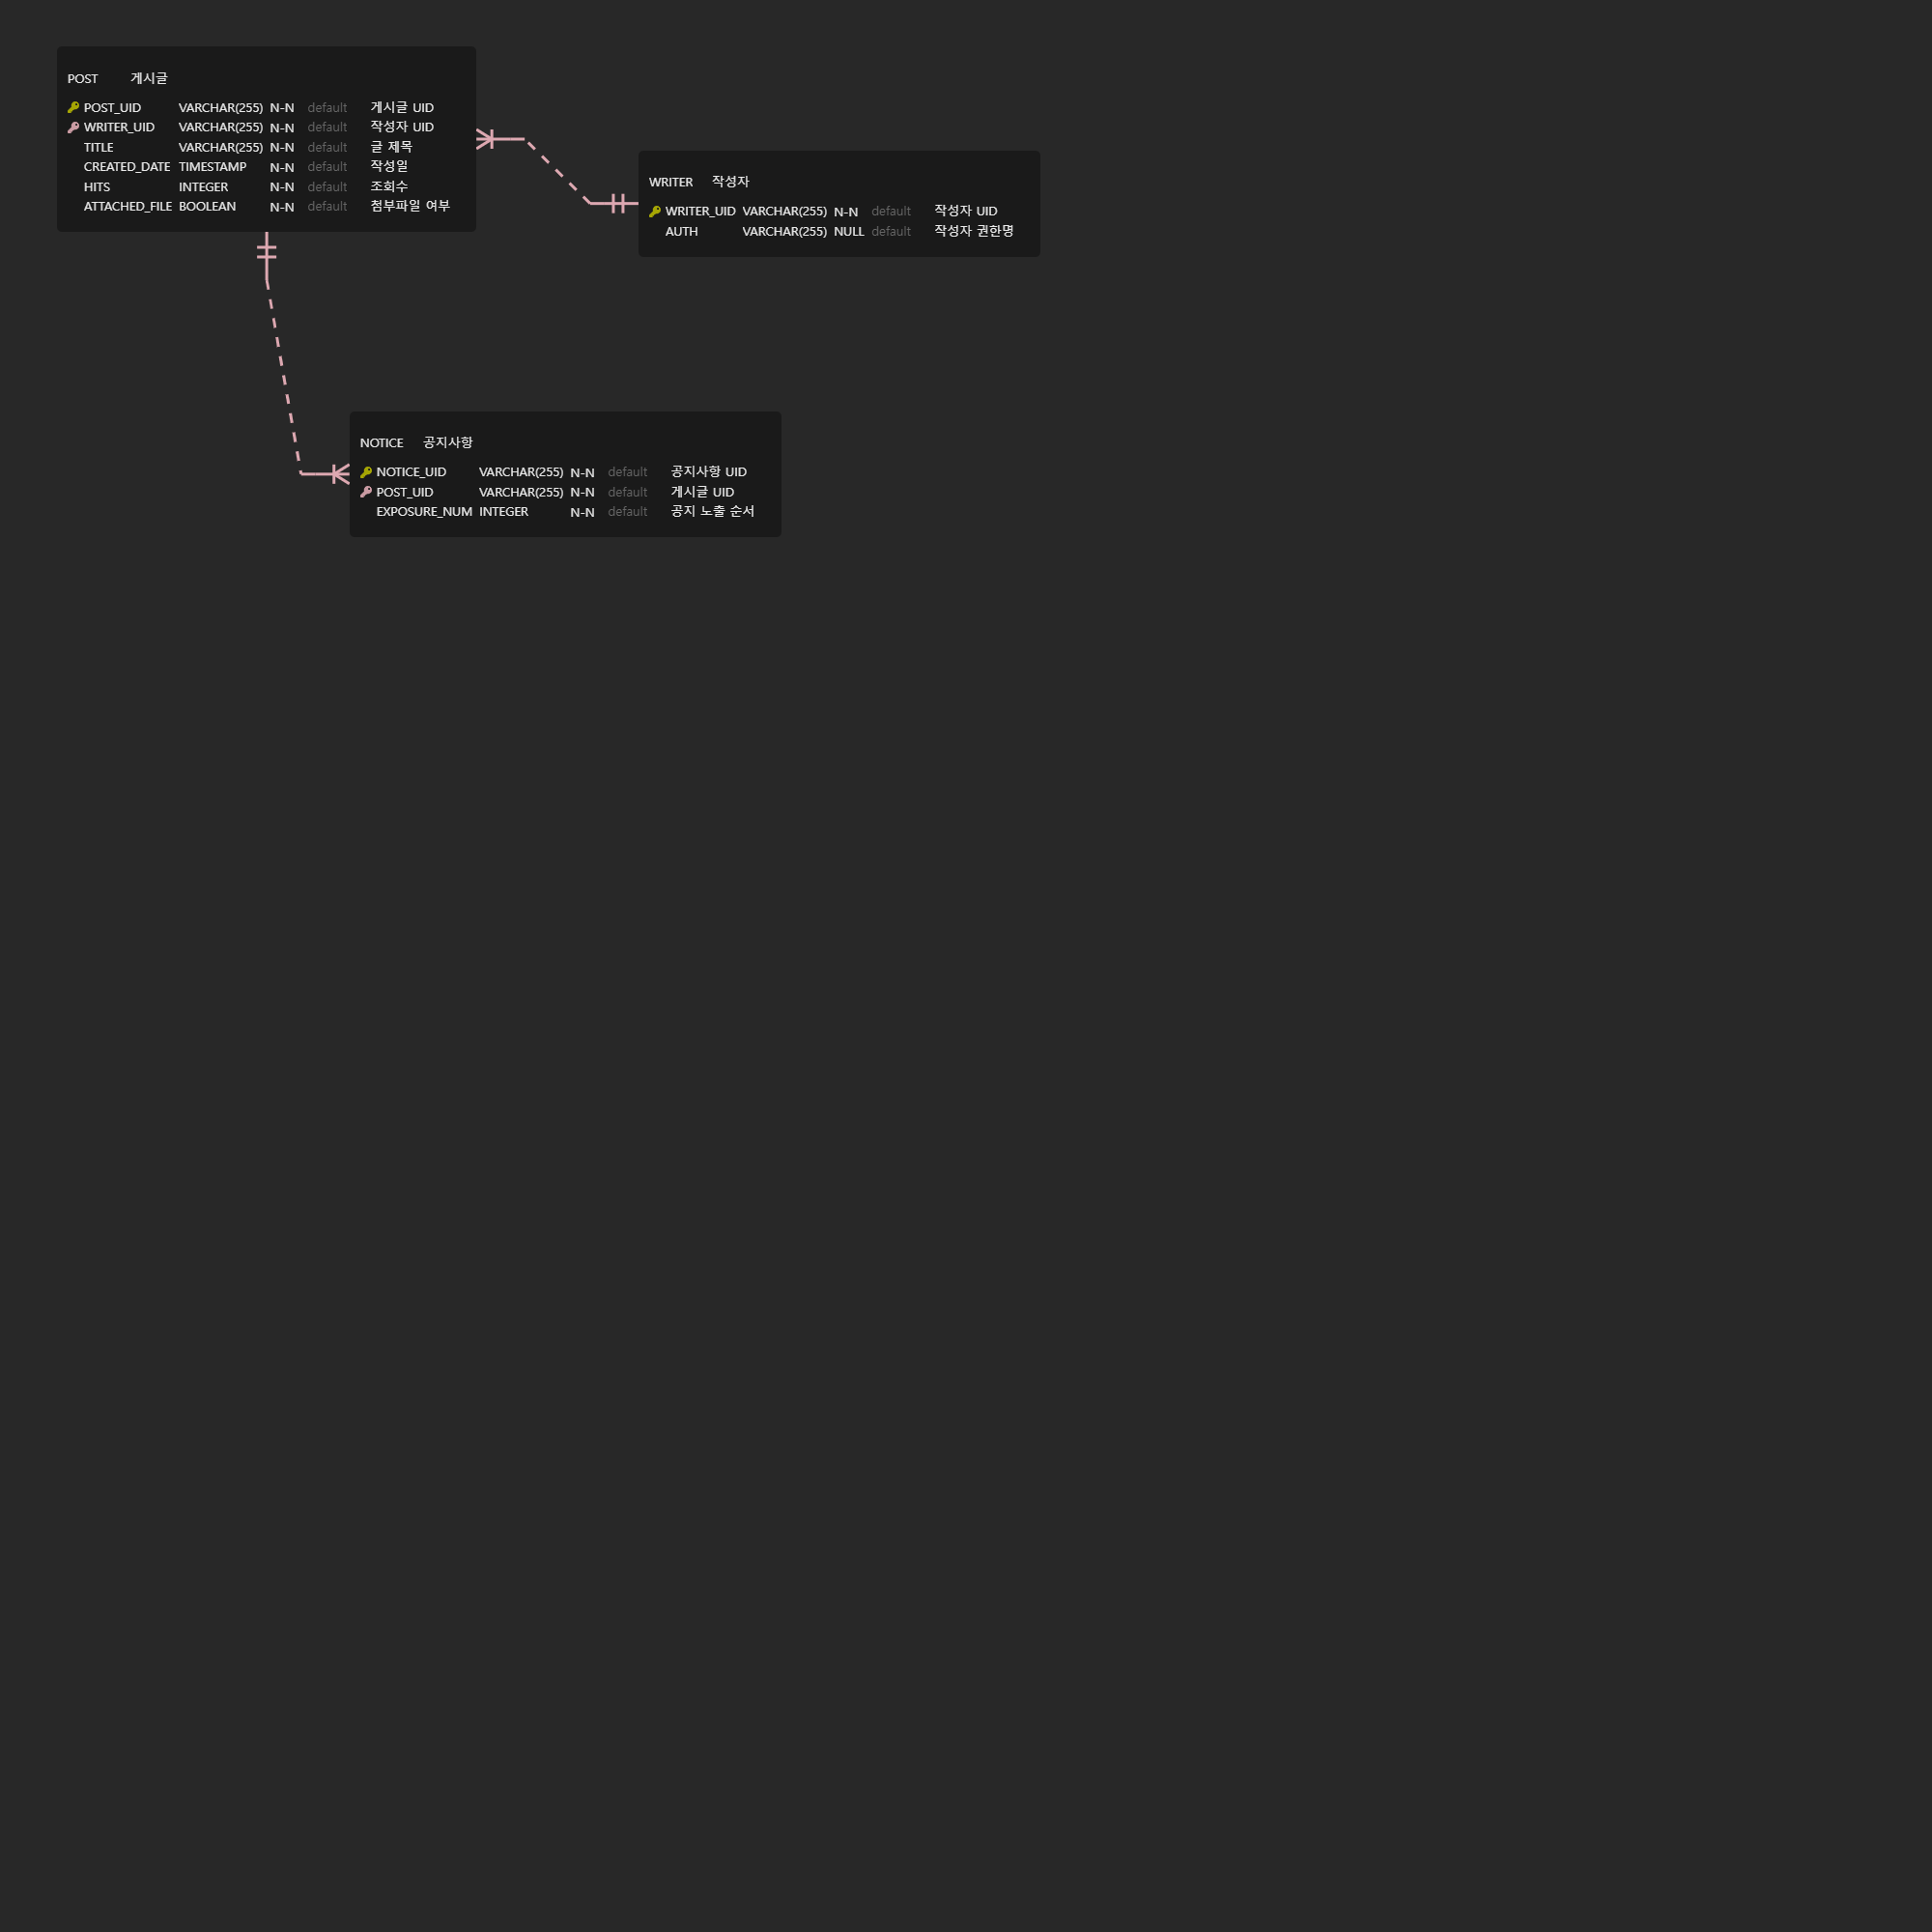 POST 게시글
POST_UID VARCHAR(255) N-N default 게시글 UID
WRITER_UID VARCHAR(255) N-N default 작성자 UID
TITLE VARCHAR(255) N-N default 글 제목
CREATED_DATE TIMESTAMP N-N default 작성일
HITS INTEGER N-N default 조회수
ATTACHED_FILE BOOLEAN N-N default 첨부파일 여부
WRITER 작성자
WRITER_UID VARCHAR(255) N-N default 작성자 UID
AUTH VARCHAR(255) NULL default 작성자 권한명
NOTICE 공지사항
NOTICE_UID VARCHAR(255) N-N default 공지사항 UID
POST_UID VARCHAR(255) N-N default 게시글 UID
EXPOSURE_NUM INTEGER N-N default 공지 노출 순서